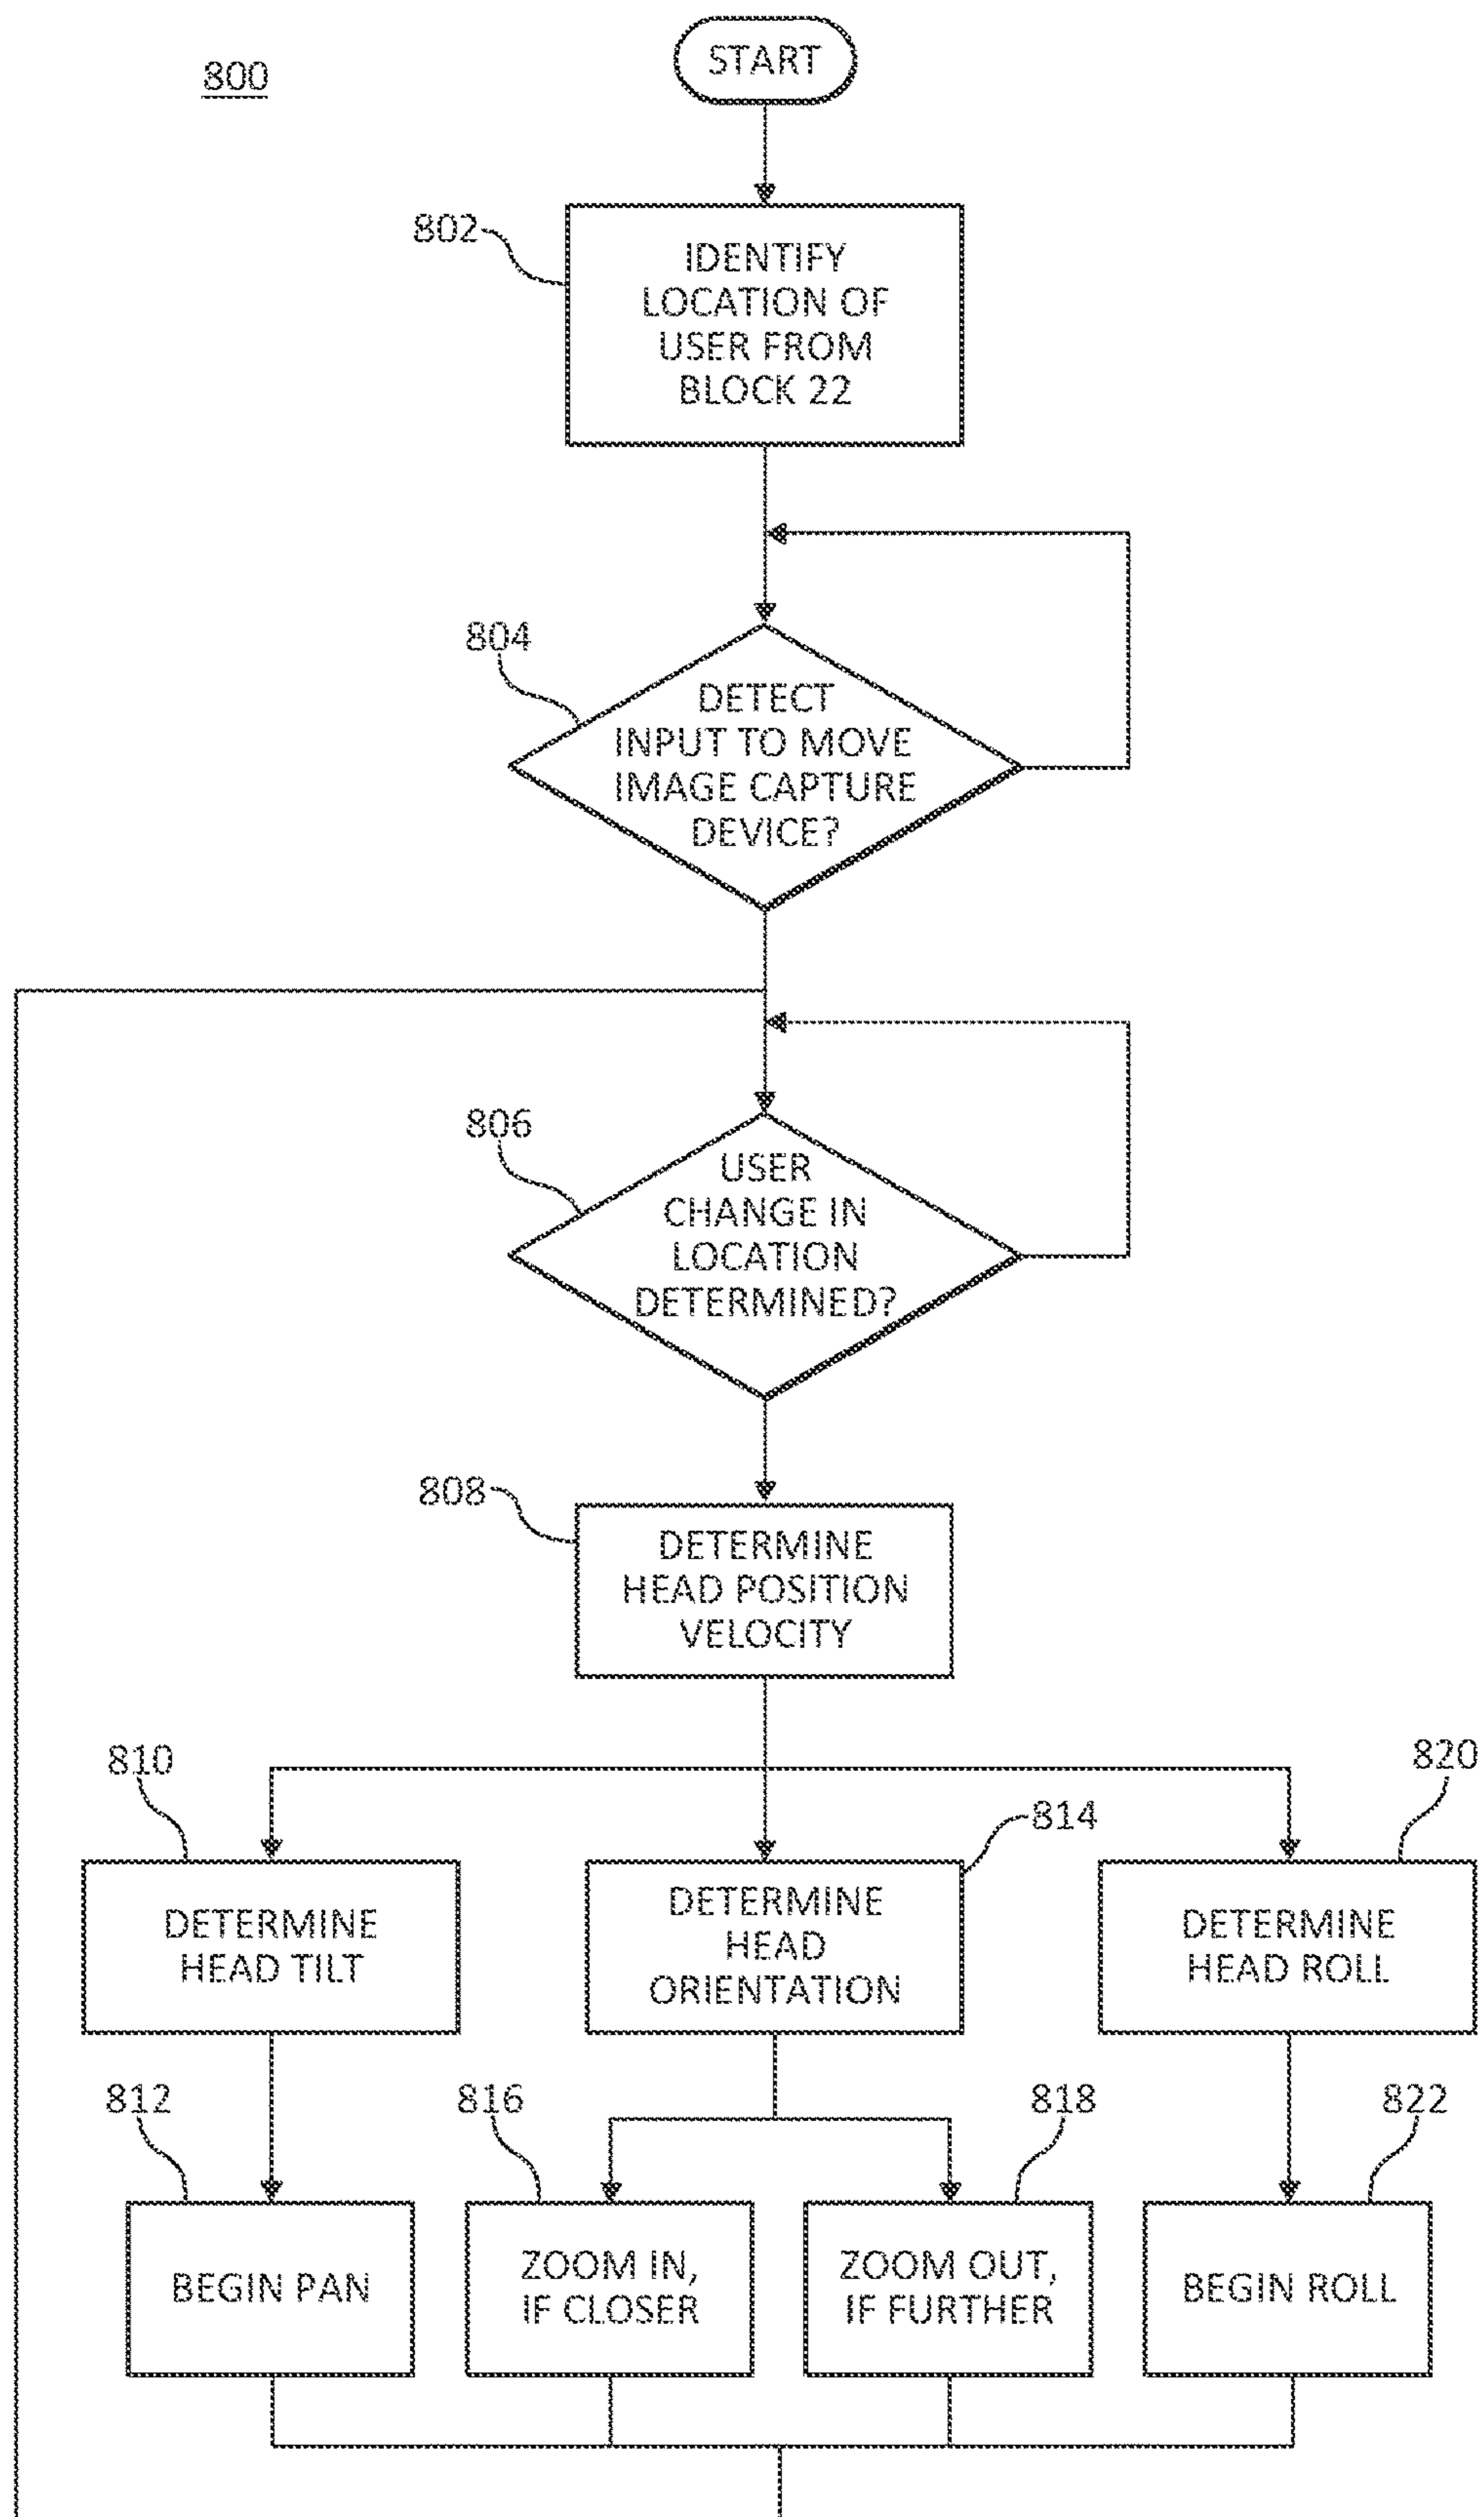 800
START
802
IDENTIFY
LOCATION OF
USER FROM
BLOCK 22
804
DETECT
INPUT TO MOVE
IMAGE CAPTURE
DEVICE?
806
USER
CHANGE IN
LOCATION
DETERMINED?
808
DETERMINE
HEAD POSITION
VELOCITY
810
DETERMINE
HEAD TILT
814
DETERMINE
HEAD
ORIENTATION
820
DETERMINE
HEAD ROLL
812
BEGIN PAN
816
ZOOM IN,
IF CLOSER
818
ZOOM OUT,
IF FURTHER
822
BEGIN ROLL